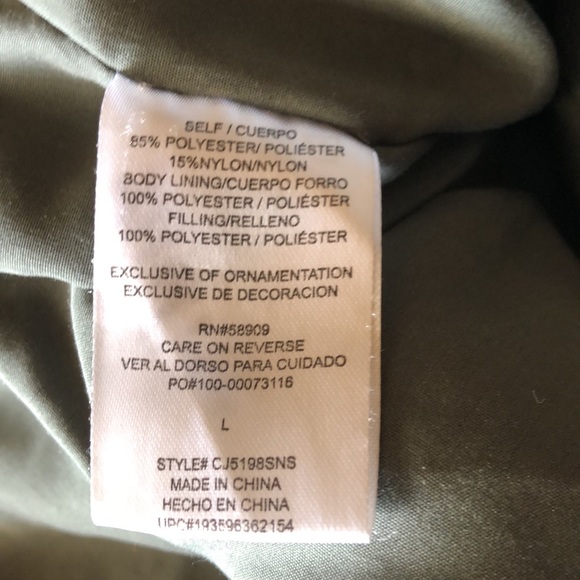 SELF / CUERPO
85% POLYESTER/ POLIÉSTER
15%NYLON/NYLON
BODY LINING/CUERPO FORRO
100% POLYESTER / POLIÉSTER
FILLING/RELLENO
100% POLYESTER / POLIÉSTER
EXCLUSIVE OF ORNAMENTATION
EXCLUSIVE DE DECORACION
RN#58909
CARE ON REVERSE
VER AL DORSO PARA CUIDADO
PO#100-00073116
L
STYLE# CJ5198SNS
MADE IN CHINA
HECHO EN CHINA
UPC#193596362154